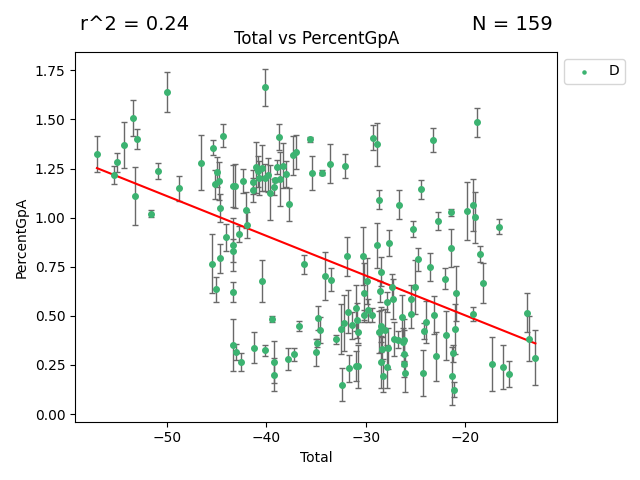 r^2 = 0.24
N = 159
Total vs PercentGpA
D
1.75
1.50
1.25
1.00
0.75
0.50
0.25
0.00
PercentGpA
−50
−40
−30
−20
Total